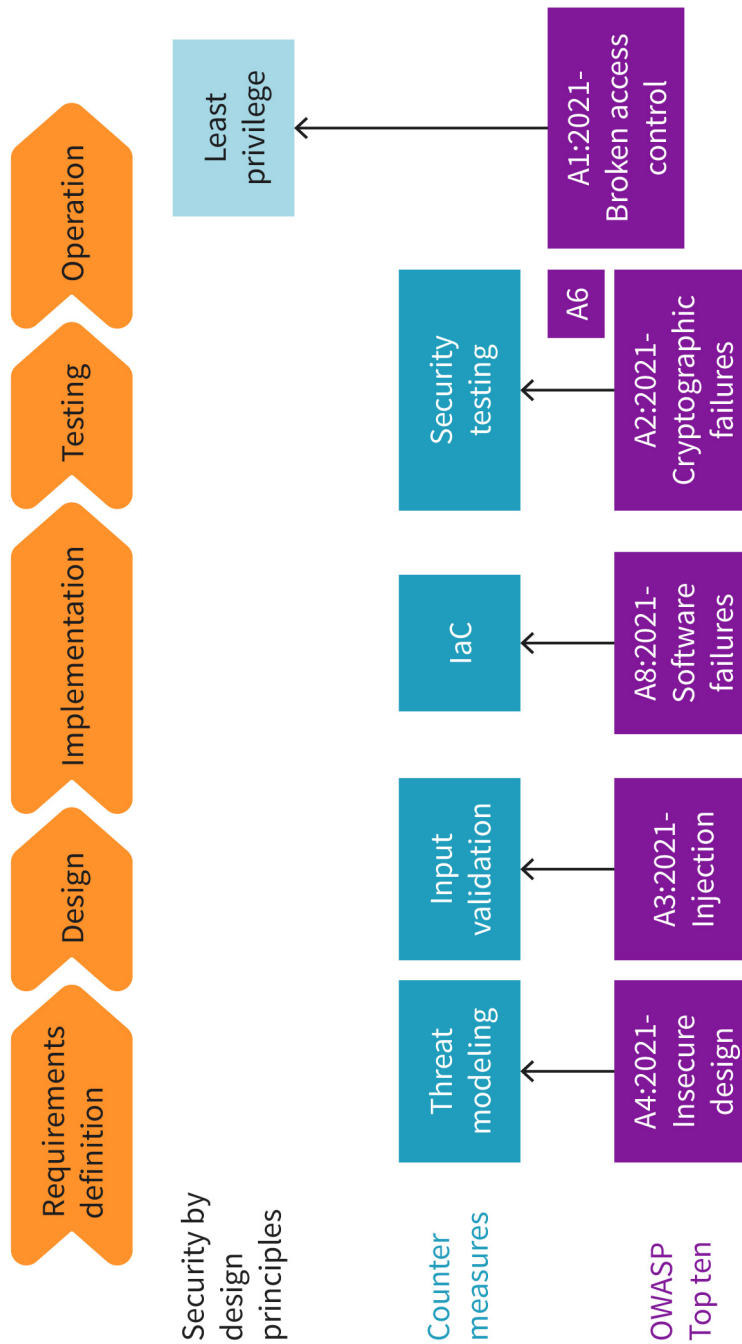 Requirements
definition
Design
Implementation
Testing
Operation
Security by
design
principles
Least
privilege
Counter
measures
Threat
modeling
Input
validation
IaC
Security
testing
OWASP
Top ten
A4:2021-
Insecure
design
A3:2021-
Injection
A8:2021-
Software
failures
A2:2021-
Cryptographic
failures
A6
A1:2021-
Broken access
control